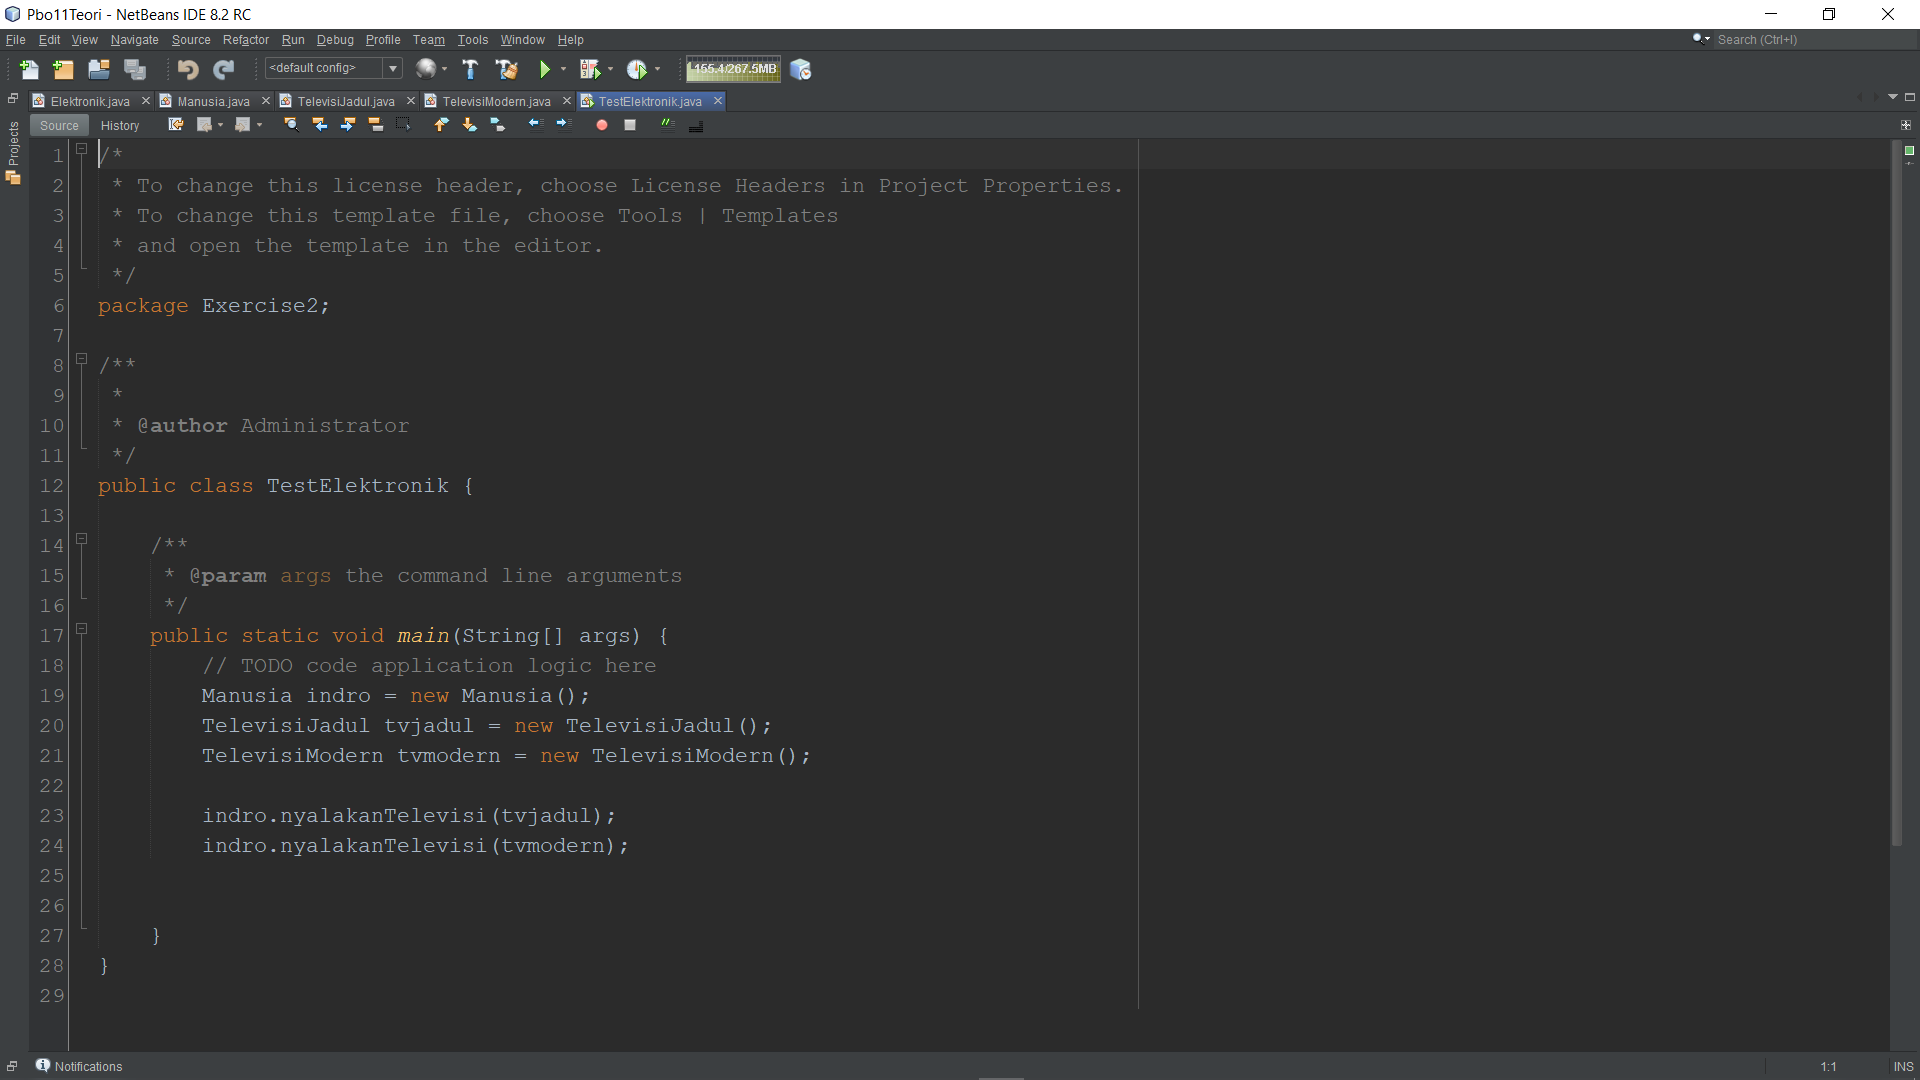 Pbo11Teori - NetBeans IDE 8.2 RC
File Edit View Navigate Source Refactor Run Debug Profile Team Tools Window Help
Search (Ctrl+I)
<default config>
155.4/267.5MB
Elektronik.java Manusia.java TelevisiJadul.java TelevisiModern.java TestElektronik.java
Source History
Projects
1 /*
2 * To change this license header, choose License Headers in Project Properties.
3 * To change this template file, choose Tools | Templates
4 * and open the template in the editor.
5 */
6 package Exercise2;
7
8 /**
9 *
10 * @author Administrator
11 */
12 public class TestElektronik {
13
14 /**
15 * @param args the command line arguments
16 */
17 public static void main(String[] args) {
18 // TODO code application logic here
19 Manusia indro = new Manusia();
20 TelevisiJadul tvjadul = new TelevisiJadul();
21 TelevisiModern tvmodern = new TelevisiModern();
22
23 indro.nyalakanTelevisi(tvjadul);
24 indro.nyalakanTelevisi(tvmodern);
25
26
27 }
28 }
29
Notifications
1:1 INS